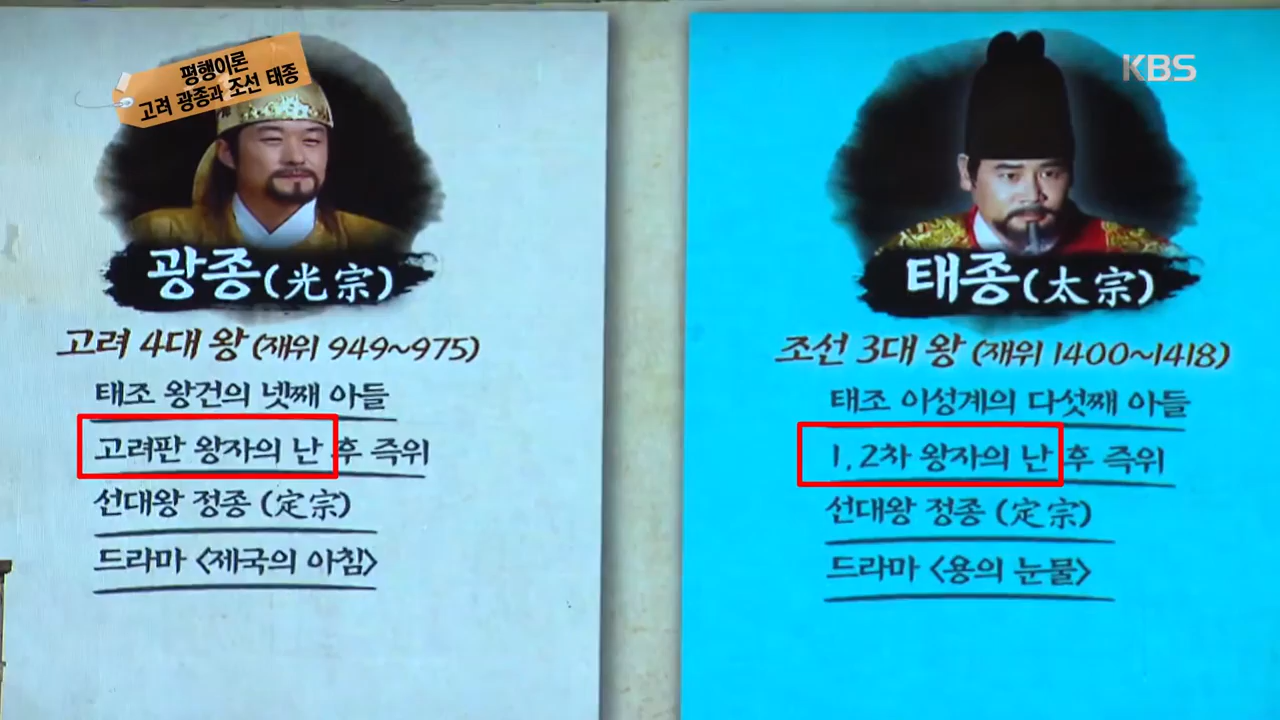 평행이론
고려 광종과 조선 태종
KBS
광종(光宗)
고려 4대 왕 (재위 949~975)
태조 왕건의 넷째 아들
고려판 왕자의 난 후 즉위
선대왕 정종 (定宗)
드라마 <제국의 아침>
태종(太宗)
조선 3대 왕 (재위 1400~1418)
태조 이성계의 다섯째 아들
1, 2차 왕자의 난 후 즉위
선대왕 정종 (定宗)
드라마 <용의 눈물>